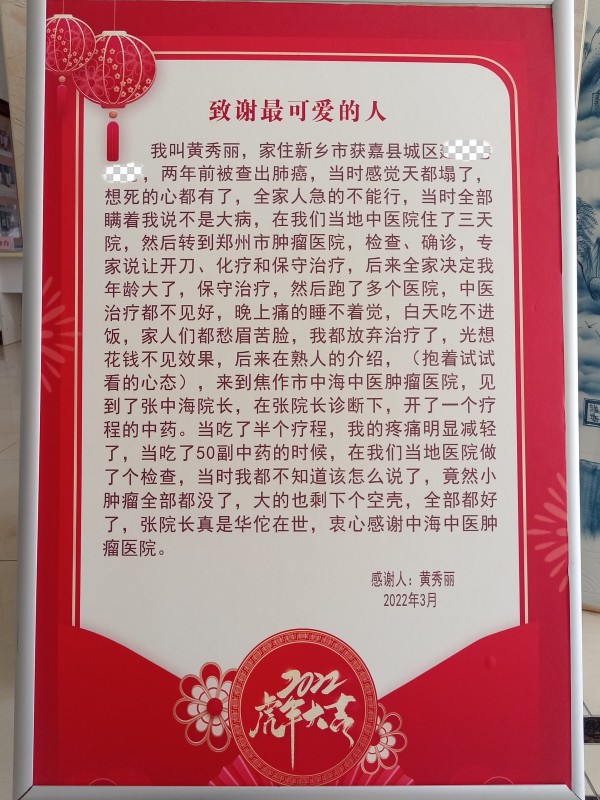 致谢最可爱的人
我叫黄秀丽，家住新乡市获嘉县城区
，两年前被查出肺癌，当时感觉天都塌了，
想死的心都有了，全家人急的不能行，当时全部
瞒着我说不是大病，在我们当地中医院住了三天
院，然后转到郑州市肿瘤医院，检查、确诊，专
家说让开刀、化疗和保守治疗，后来全家决定我
年龄大了，保守治疗，然后跑了多个医院，中医
治疗都不见好，晚上痛的睡不着觉，白天吃不进
饭，家人们都愁眉苦脸，我都放弃治疗了，光想
花钱不见效果，后来在熟人的介绍，（抱着试试
看的心态），来到焦作市中海中医肿瘤医院，见
到了张中海院长，在张院长诊断下，开了一个疗
程的中药。当吃了半个疗程，我的疼痛明显减轻
了，当吃了50副中药的时候，在我们当地医院做
了个检查，当时我都不知道该怎么说了，竟然小
肿瘤全部都没了，大的也剩下个空壳，全部都好
了，张院长真是华佗在世，衷心感谢中海中医肿
瘤医院。
感谢人：黄秀丽
2022年3月
2022
虎年大吉